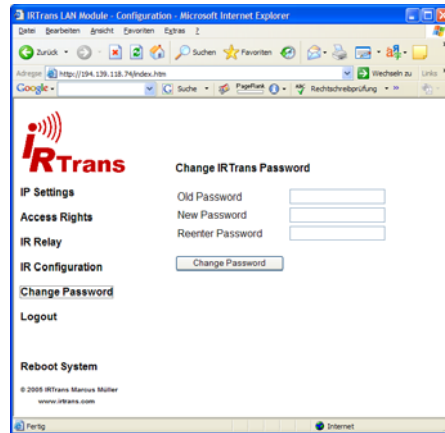 IRTrans LAN Module - Configuration - Microsoft Internet Explorer
Datei Bearbeiten Ansicht Favoriten Extras ?
Zurück Suchen Favoriten
Adresse http://194.139.118.74/index.htm Wechseln zu Links
Google Suche PageRank ABC Rechtschreibprüfung
IRTrans
Change IRTrans Password
IP Settings
Old Password
Access Rights
New Password
Reenter Password
IR Relay
IR Configuration
Change Password
Change Password
Logout
Reboot System
© 2005 IRTrans Marcus Müller
www.irtrans.com
Fertig Internet